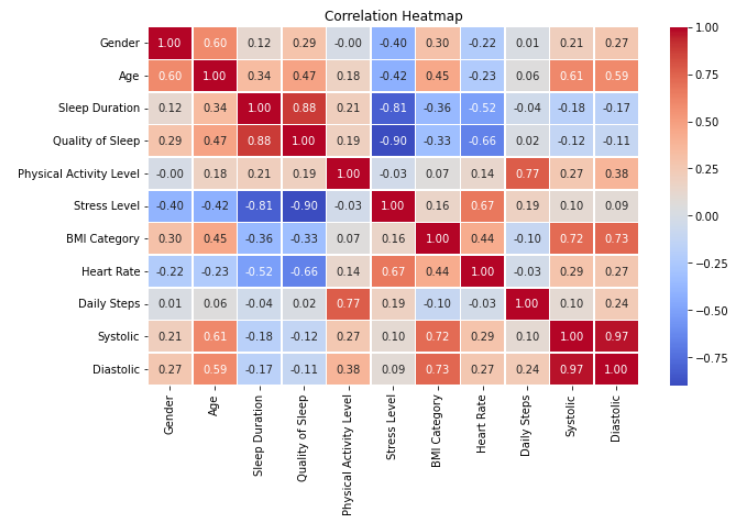 Correlation Heatmap
Gender 1.00 0.60 0.12 0.29 -0.00 -0.40 0.30 -0.22 0.01 0.21 0.27
Age 0.60 1.00 0.34 0.47 0.18 -0.42 0.45 -0.23 0.06 0.61 0.59
Sleep Duration 0.12 0.34 1.00 0.88 0.21 -0.81 -0.36 -0.52 -0.04 -0.18 -0.17
Quality of Sleep 0.29 0.47 0.88 1.00 0.19 -0.90 -0.33 -0.66 0.02 -0.12 -0.11
Physical Activity Level -0.00 0.18 0.21 0.19 1.00 -0.03 0.07 0.14 0.77 0.27 0.38
Stress Level -0.40 -0.42 -0.81 -0.90 -0.03 1.00 0.16 0.67 0.19 0.10 0.09
BMI Category 0.30 0.45 -0.36 -0.33 0.07 0.16 1.00 0.44 -0.10 0.72 0.73
Heart Rate -0.22 -0.23 -0.52 -0.66 0.14 0.67 0.44 1.00 -0.03 0.29 0.27
Daily Steps 0.01 0.06 -0.04 0.02 0.77 0.19 -0.10 -0.03 1.00 0.10 0.24
Systolic 0.21 0.61 -0.18 -0.12 0.27 0.10 0.72 0.29 0.10 1.00 0.97
Diastolic 0.27 0.59 -0.17 -0.11 0.38 0.09 0.73 0.27 0.24 0.97 1.00
Gender
Age
Sleep Duration
Quality of Sleep
Physical Activity Level
Stress Level
BMI Category
Heart Rate
Daily Steps
Systolic
Diastolic
1.00
0.75
0.50
0.25
0.00
−0.25
−0.50
−0.75